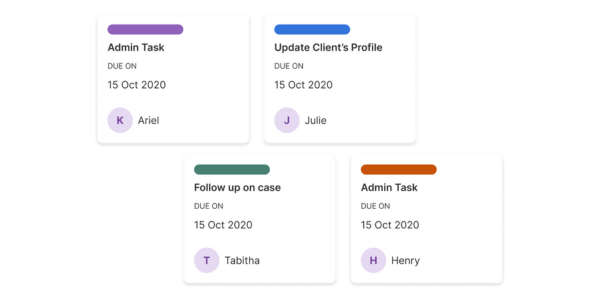 Admin Task
DUE ON
15 Oct 2020
K Ariel
Update Client's Profile
DUE ON
15 Oct 2020
J Julie
Follow up on case
DUE ON
15 Oct 2020
T Tabitha
Admin Task
DUE ON
15 Oct 2020
H Henry